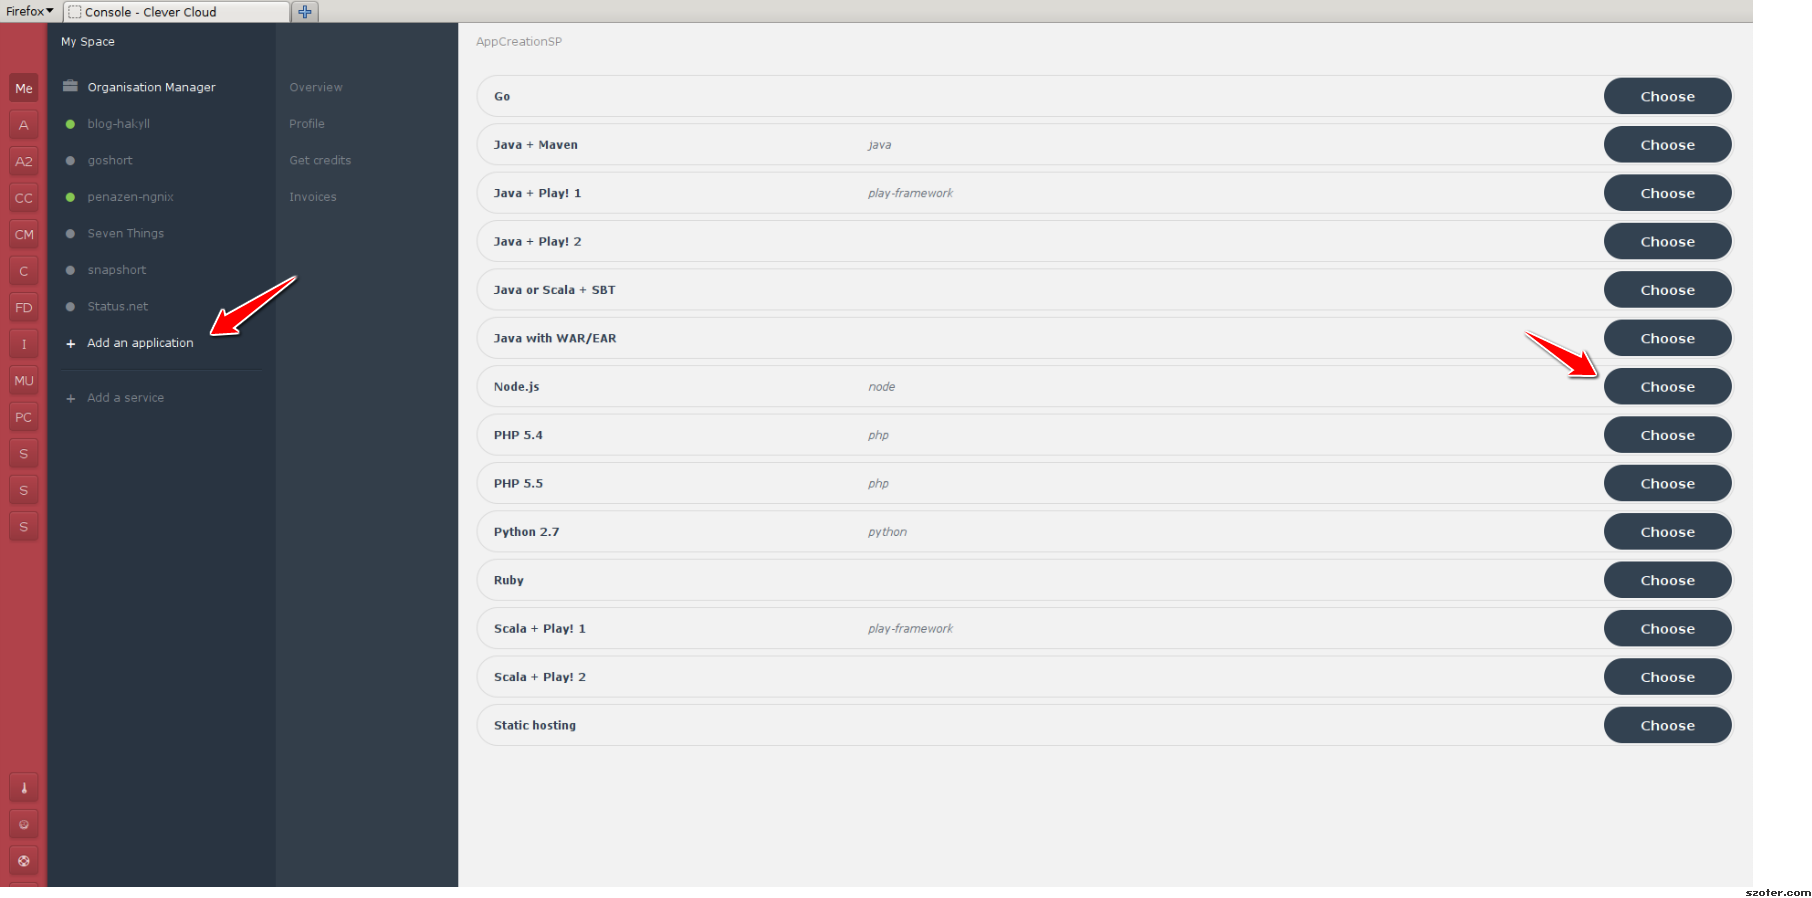 Firefox
Console - Clever Cloud
My Space
Me
A
A2
CC
CM
C
FD
I
MU
PC
S
S
S
Organisation Manager
blog-hakyll
goshort
penazen-ngnix
Seven Things
snapshort
Status.net
+ Add an application
+ Add a service
Overview
Profile
Get credits
Invoices
AppCreationSP
Go Choose
Java + Maven java Choose
Java + Play! 1 play-framework Choose
Java + Play! 2 Choose
Java or Scala + SBT Choose
Java with WAR/EAR Choose
Node.js node Choose
PHP 5.4 php Choose
PHP 5.5 php Choose
Python 2.7 python Choose
Ruby Choose
Scala + Play! 1 play-framework Choose
Scala + Play! 2 Choose
Static hosting Choose
szoter.com